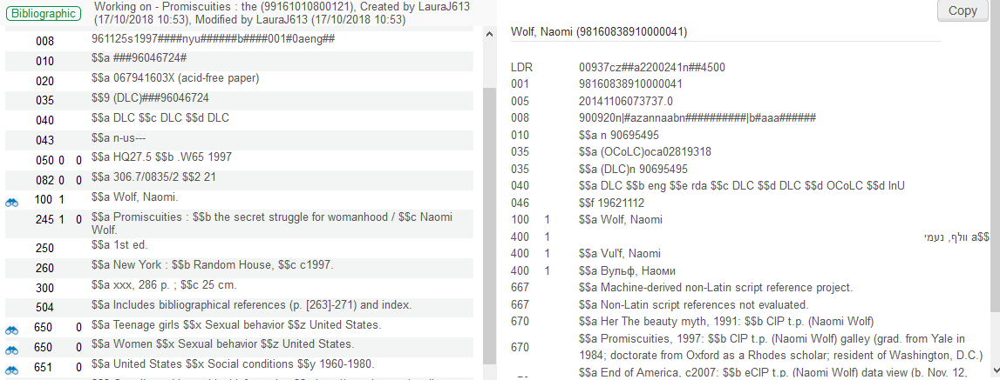 Bibliographic
Working on - Promiscuities : the (99161010800121), Created by LauraJ613
(17/10/2018 10:53), Modified by LauraJ613 (17/10/2018 10:53)
008 961125s1997####nyu######b####001#0aeng##
010 $$a ###96046724#
020 $$a 067941603X (acid-free paper)
035 $$9 (DLC)###96046724
040 $$a DLC $$c DLC $$d DLC
043 $$a n-us---
050 0 0 $$a HQ27.5 $$b .W65 1997
082 0 0 $$a 306.7/0835/2 $$2 21
100 1 $$a Wolf, Naomi.
245 1 0 $$a Promiscuities : $$b the secret struggle for womanhood / $$c Naomi
Wolf.
250 $$a 1st ed.
260 $$a New York : $$b Random House, $$c c1997.
300 $$a xxx, 286 p. ; $$c 25 cm.
504 $$a Includes bibliographical references (p. [263]-271) and index.
650 0 $$a Teenage girls $$x Sexual behavior $$z United States.
650 0 $$a Women $$x Sexual behavior $$z United States.
651 0 $$a United States $$x Social conditions $$y 1960-1980.
Copy
Wolf, Naomi (98160838910000041)
LDR 00937cz##a2200241n##4500
001 98160838910000041
005 20141106073737.0
008 900920n|#azannaabn##########|b#aaa######
010 $$a n 90695495
035 $$a (OCoLC)oca02819318
035 $$a (DLC)n 90695495
040 $$a DLC $$b eng $$e rda $$c DLC $$d DLC $$d OCoLC $$d InU
046 $$f 19621112
100 1 $$a Wolf, Naomi
400 1 $$a וולף, נעמי
400 1 $$a Vulʹf, Naomi
400 1 $$a Вульф, Наоми
667 $$a Machine-derived non-Latin script reference project.
667 $$a Non-Latin script references not evaluated.
670 $$a Her The beauty myth, 1991: $$b CIP t.p. (Naomi Wolf)
670 $$a Promiscuities, 1997: $$b CIP t.p. (Naomi Wolf) galley (grad. from Yale in
1984; doctorate from Oxford as a Rhodes scholar; resident of Washington, D.C.)
$$a End of America, c2007: $$b eCIP t.p. (Naomi Wolf) data view (b. Nov. 12,